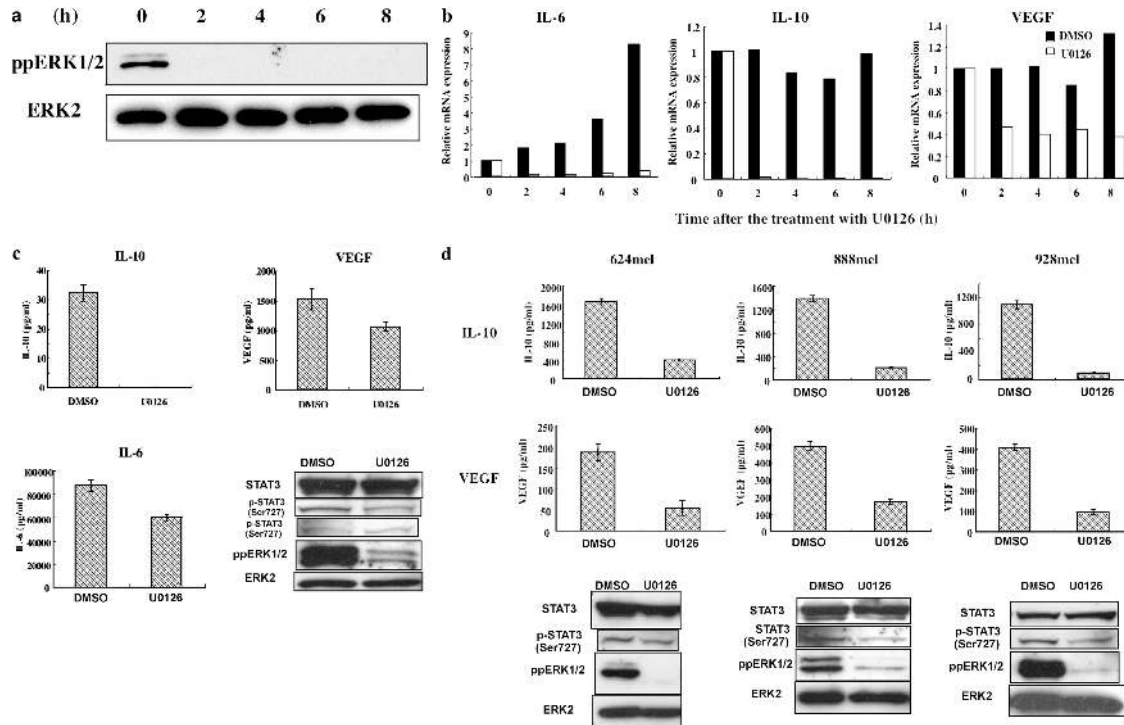 a (h) 0 2 4 6 8
ppERK1/2
ERK2
b
IL-6
Relative mRNA expression
9
8
7
6
5
4
3
2
1
0
0 2 4 6 8
IL-10
Relative mRNA expression
1.2
1
0.8
0.6
0.4
0.2
0
0 2 4 6 8
VEGF
DMSO
U0126
Relative mRNA expression
1.4
1.2
1
0.8
0.6
0.4
0.2
0
0 2 4 6 8
Time after the treatment with U0126 (h)
c
IL-10
IL-10 (pg/ml)
40
30
20
10
0
DMSO U0126
VEGF
VEGF (pg/ml)
2000
1500
1000
500
0
DMSO U0126
IL-6
IL-6 (pg/ml)
100000
80000
60000
40000
20000
0
DMSO U0126
DMSO U0126
STAT3
p-STAT3
(Ser727)
p-STAT3
(Ser727)
ppERK1/2
ERK2
d
624mel 888mel 928mel
IL-10
IL-10 (pg/ml)
2000
1600
1200
800
400
0
DMSO U0126
IL-10 (pg/ml)
1600
1200
800
400
0
DMSO U0126
IL-10 (pg/ml)
1200
800
400
0
DMSO U0126
VEGF
VEGF (pg/ml)
250
200
150
100
50
0
DMSO U0126
VGEF (pg/ml)
600
500
400
300
200
100
0
DMSO U0126
VEGF (pg/ml)
500
400
300
200
100
0
DMSO U0126
DMSO U0126
STAT3
p-STAT3
(Ser727)
ppERK1/2
ERK2
DMSO U0126
STAT3
STAT3
(Ser727)
ppERK1/2
ERK2
DMSO U0126
STAT3
p-STAT3
(Ser727)
ppERK1/2
ERK2